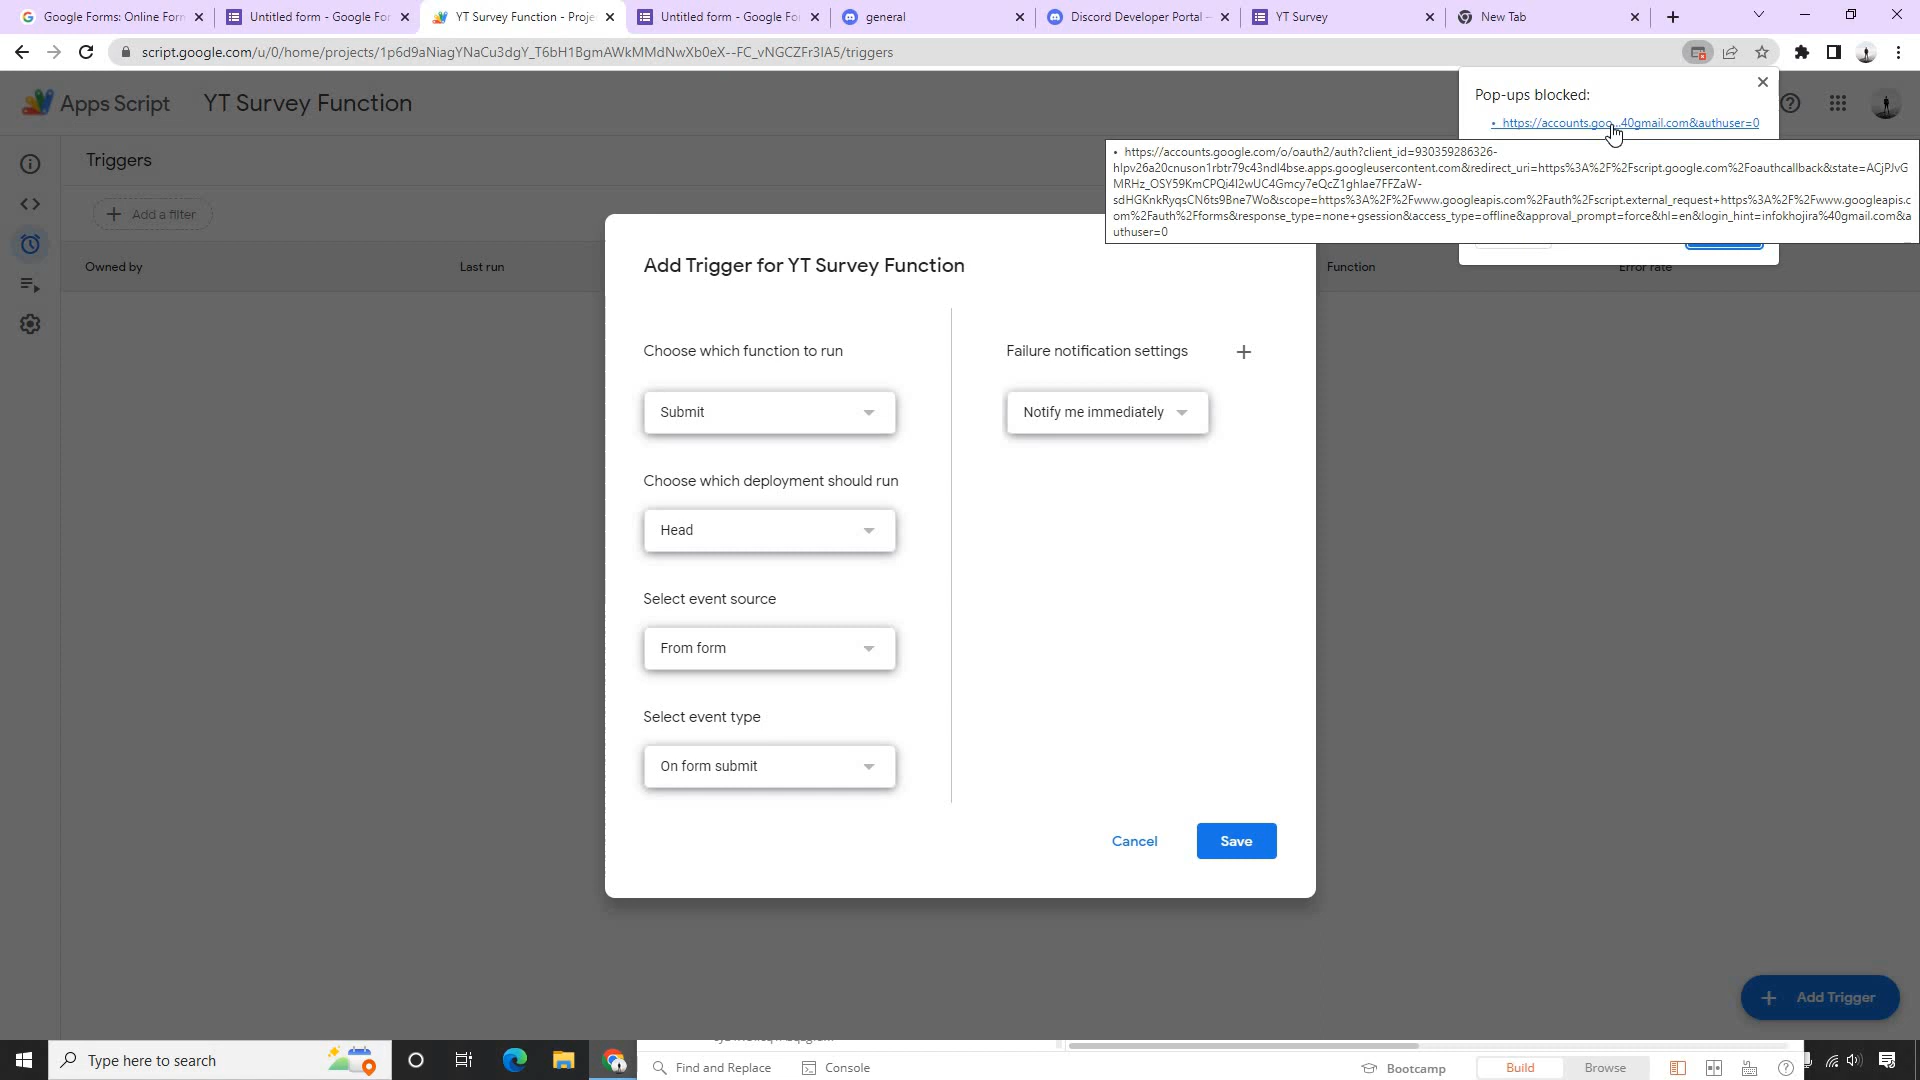 Google Forms: Online Form
Untitled form - Google For
YT Survey Function - Proje
Untitled form - Google Fo
general
Discord Developer Portal -
YT Survey
New Tab
script.google.com/u/0/home/projects/1p6d9aNiagYNaCu3dgY_T6bH1BgmAWkMMdNwXb0eX--FC_vNGCZFr3IA5/triggers
Apps Script
YT Survey Function
Pop-ups blocked:
• https://accounts.goo...40gmail.com&authuser=0
• https://accounts.google.com/o/oauth2/auth?client_id=930359286326-
hlpv26a20cnuson1rbtr79c43ndl4bse.apps.googleusercontent.com&redirect_uri=https%3A%2F%2Fscript.google.com%2Foauthcallback&state=ACjPJvG
MRHz_OSY59KmCPQi4I2wUC4Gmcy7eQcZ1ghlae7FFZaW-
sdHGKnkRyqsCN6ts9Bne7Wo&scope=https%3A%2F%2Fwww.googleapis.com%2Fauth%2Fscript.external_request+https%3A%2F%2Fwww.googleapis.c
om%2Fauth%2Fforms&response_type=none+gsession&access_type=offline&approval_prompt=force&hl=en&login_hint=infokhojira%40gmail.com&a
uthuser=0
Triggers
Add a filter
Owned by
Last run
Function
Error rate
Add Trigger for YT Survey Function
Choose which function to run
Submit
Choose which deployment should run
Head
Select event source
From form
Select event type
On form submit
Failure notification settings
Notify me immediately
Cancel
Save
Add Trigger
Type here to search
Find and Replace
Console
Bootcamp
Build
Browse